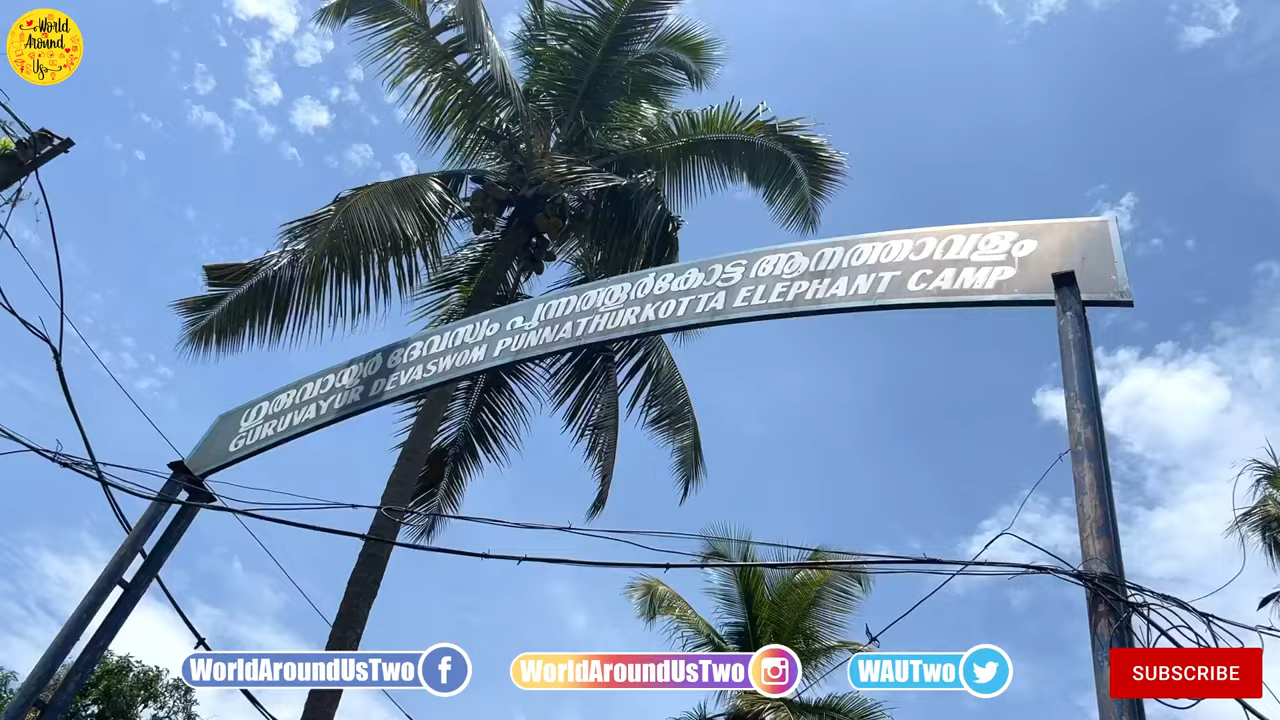 World
Around
Us
ഗുരുവായൂർ ദേവസ്വം പുന്നത്തൂർകോട്ട ആനത്താവളം
GURUVAYUR DEVASWOM PUNNATHURKOTTA ELEPHANT CAMP
WorldAroundUsTwo
WorldAroundUsTwo
WAUTwo
SUBSCRIBE